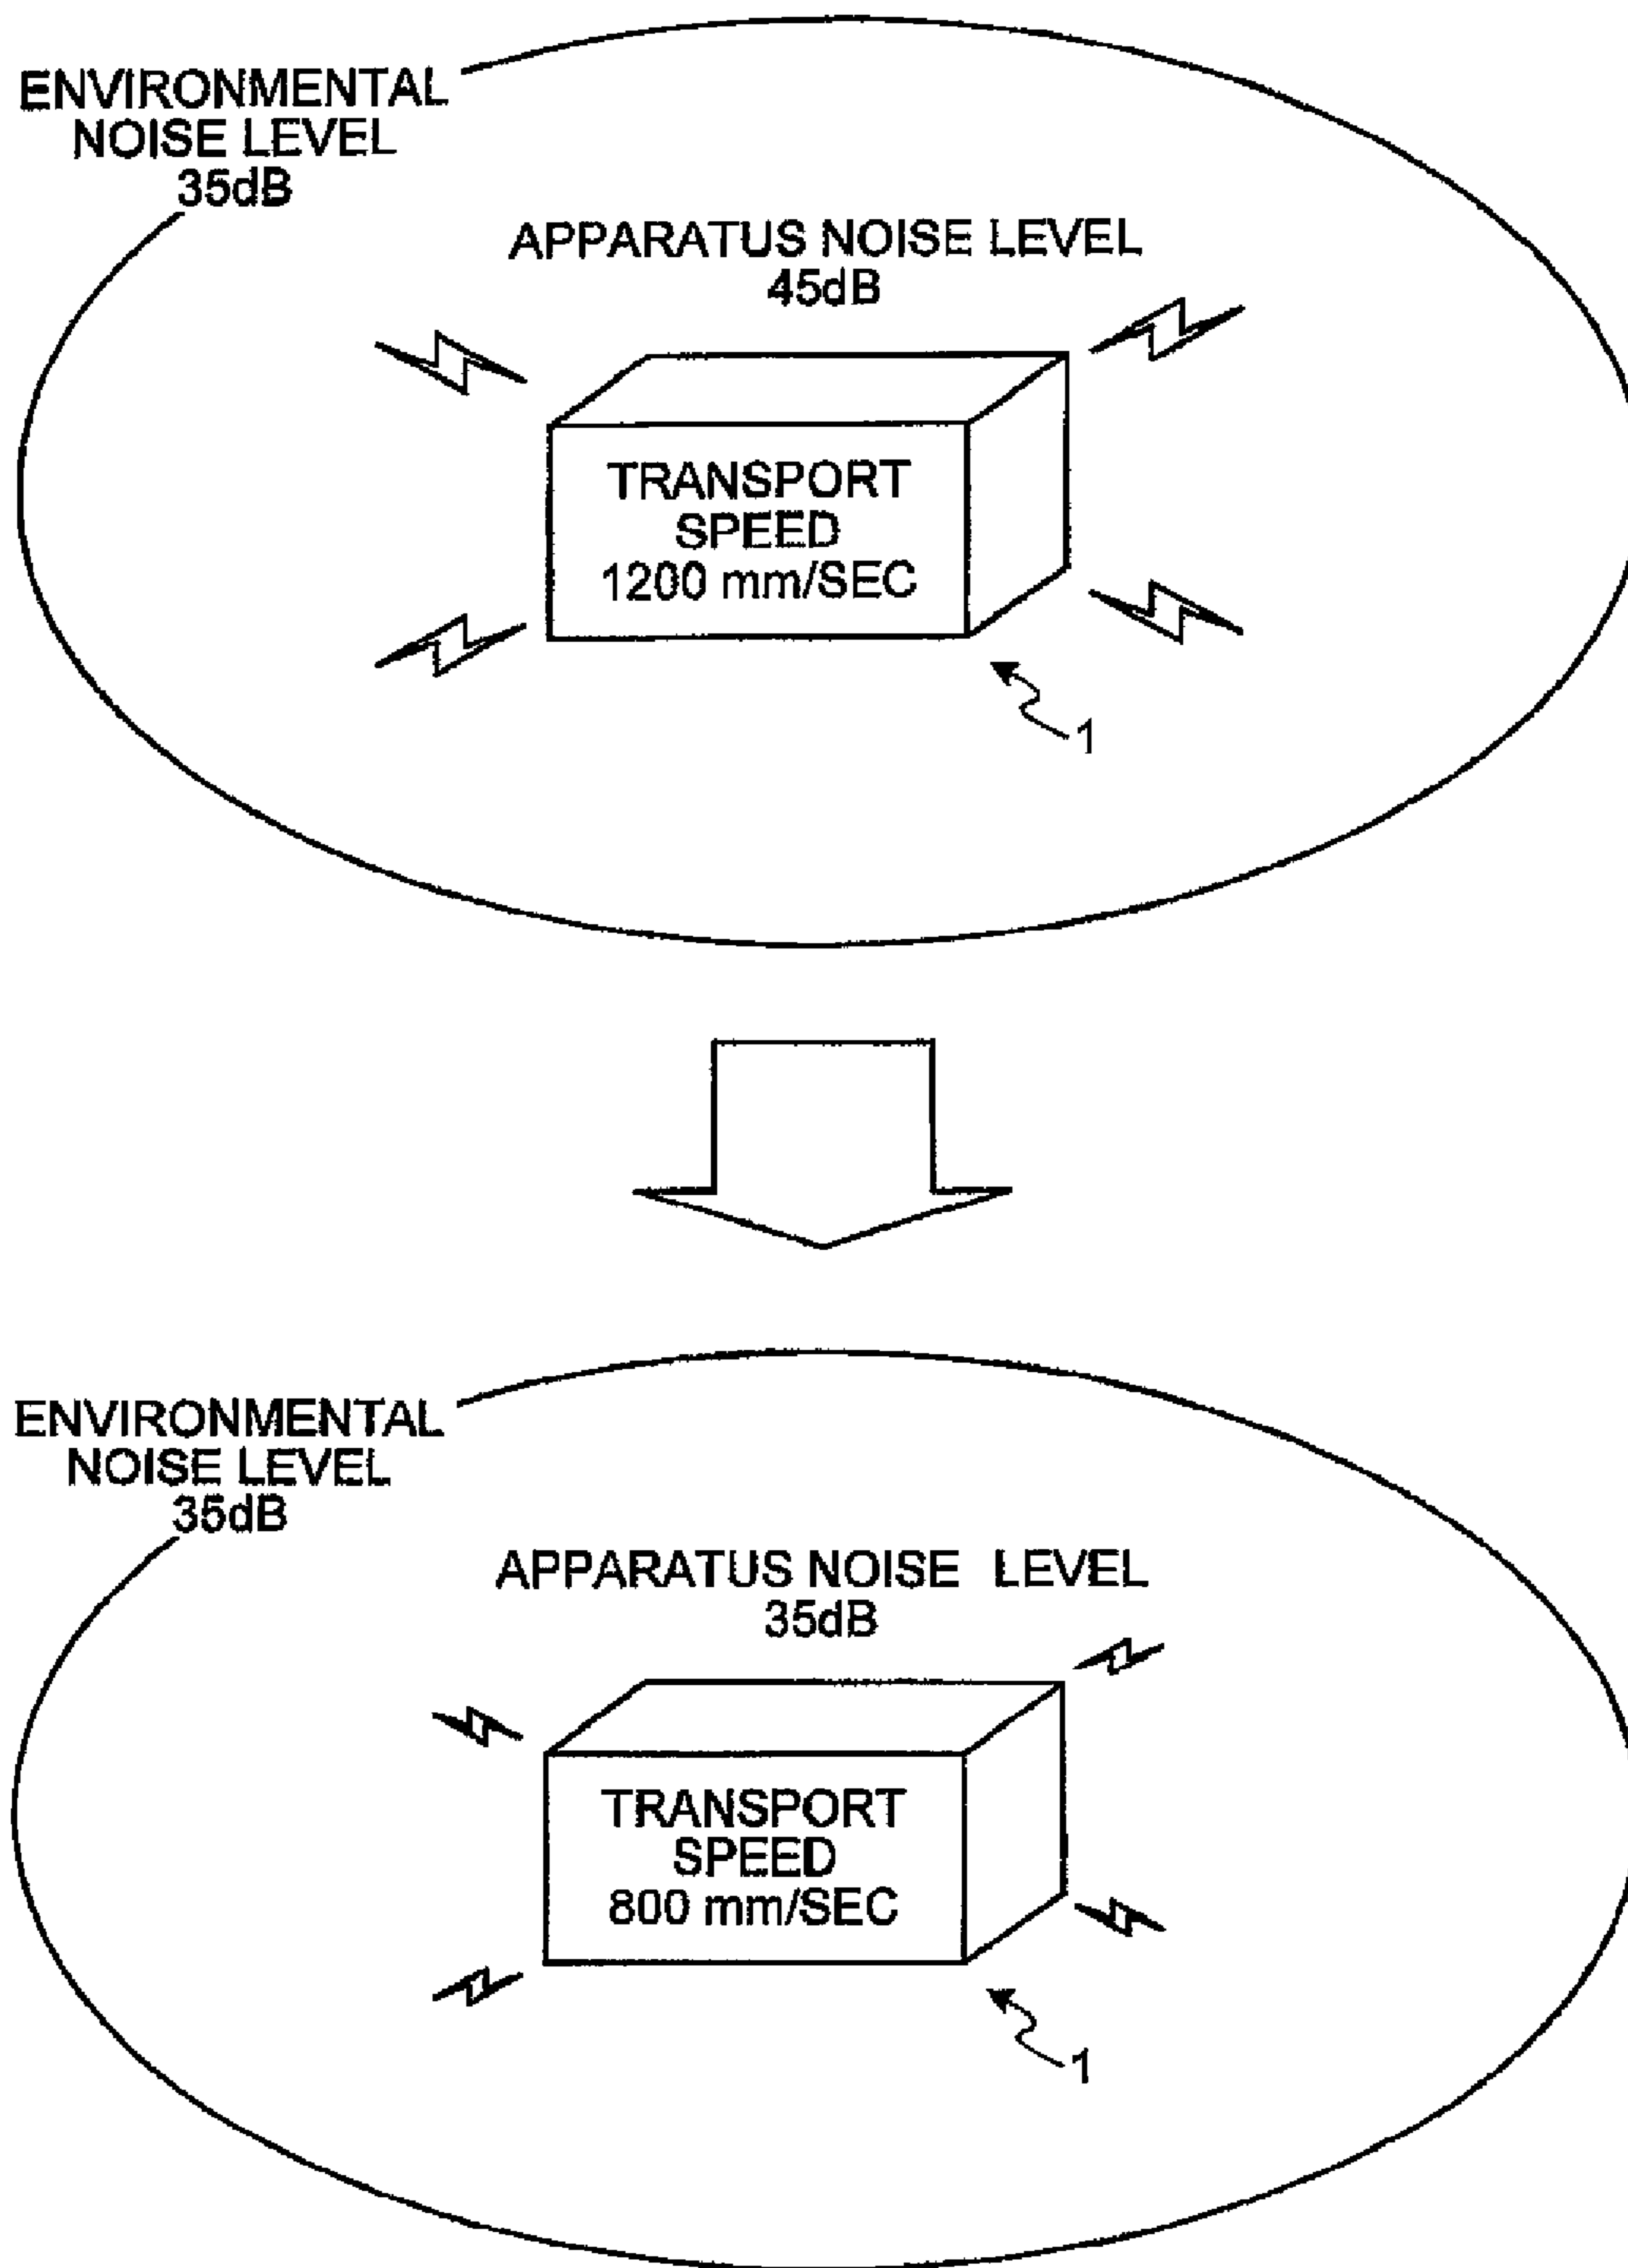 ENVIRONMENTAL
NOISE LEVEL
35dB
APPARATUS NOISE LEVEL
45dB
TRANSPORT
SPEED
1200 mm/SEC
1
ENVIRONMENTAL
NOISE LEVEL
35dB
APPARATUS NOISE LEVEL
35dB
TRANSPORT
SPEED
800 mm/SEC
1